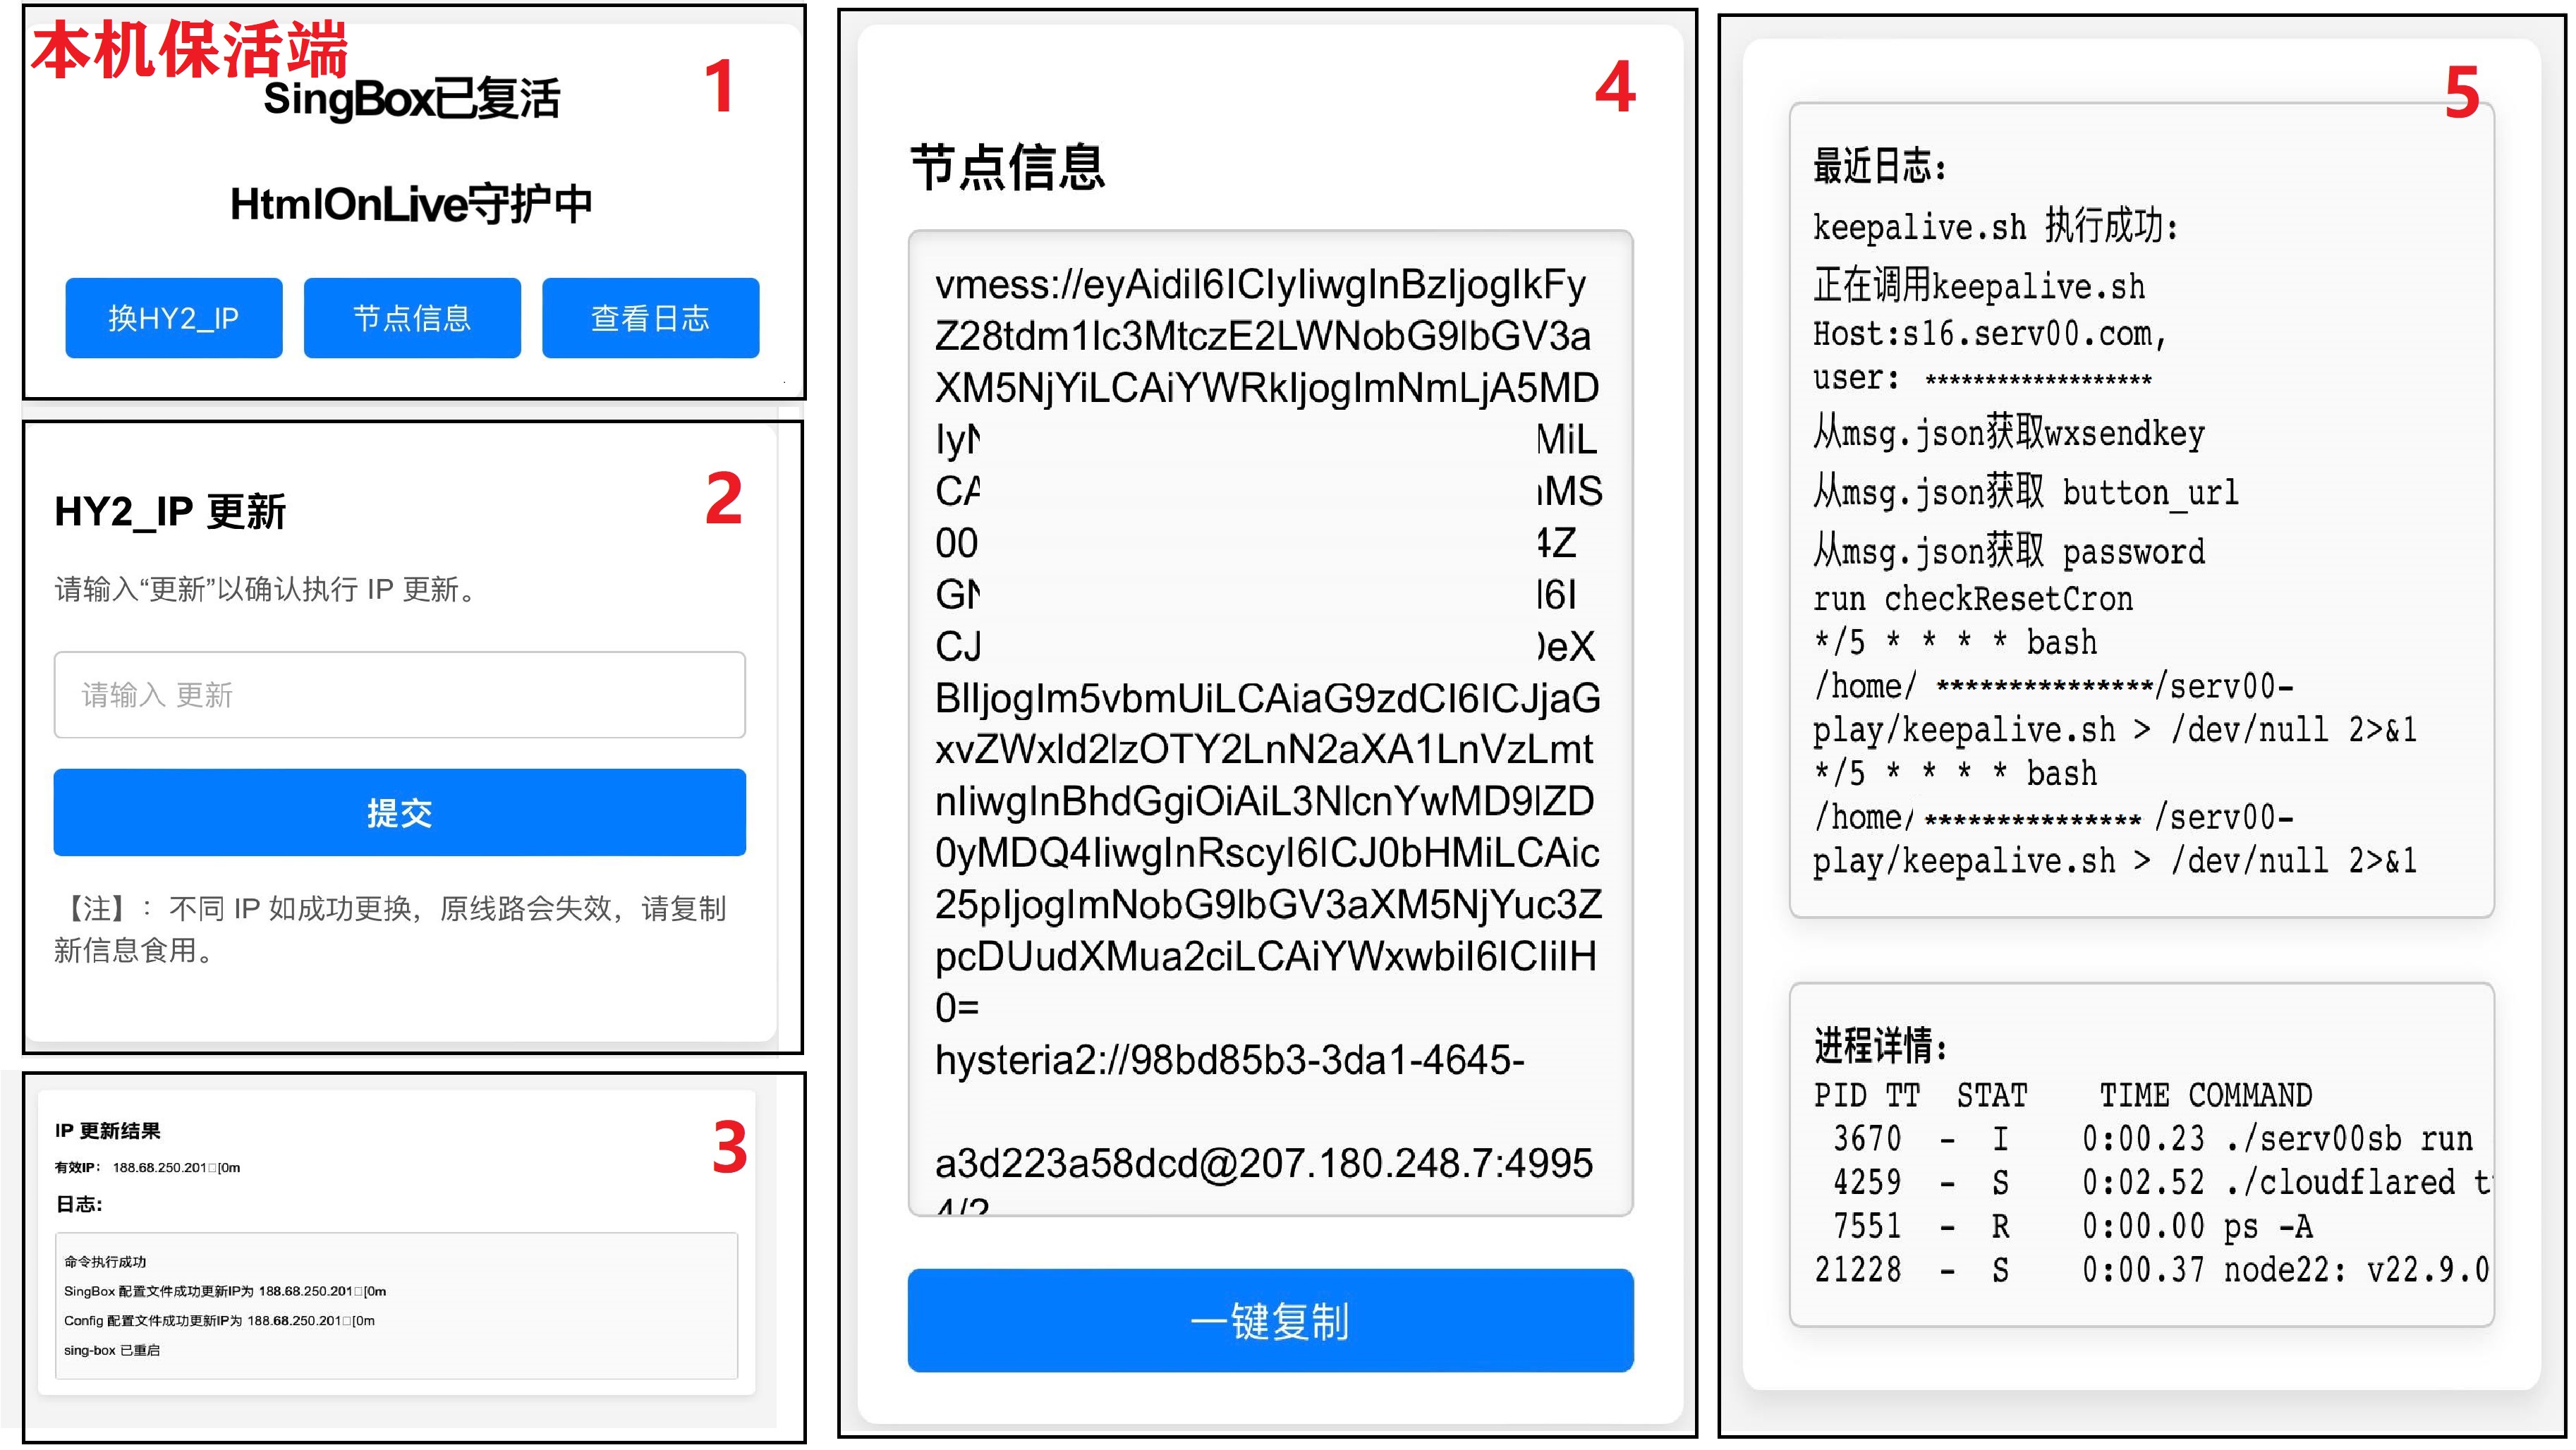 本机保活端
1
SingBox已复活
HtmlOnLive守护中
换HY2_IP
节点信息
查看日志
2
HY2_IP 更新
请输入“更新”以确认执行 IP 更新。
请输入 更新
提交
【注】: 不同 IP 如成功更换，原线路会失效，请复制
新信息食用。
3
IP 更新结果
有效IP： 188.68.250.201□[0m
日志:
命令执行成功
SingBox 配置文件成功更新IP为 188.68.250.201□[0m
Config 配置文件成功更新IP为 188.68.250.201□[0m
sing-box 已重启
4
节点信息
vmess://eyAidiI6ICIyIiwgInBzIjogIkFy
Z28tdm1lc3MtczE2LWNobG9lbGV3a
XM5NjYiLCAiYWRkIjogImNmLjA5MD
IyN MiL
CA MS
00 4Z
GN I6I
CJ eX
BlIjogIm5vbmUiLCAiaG9zdCI6ICJjaG
xvZWxld2lzOTY2LnN2aXA1LnVzLmt
nIiwgInBhdGgiOiAiL3NlcnYwMD9lZD
0yMDQ4IiwgInRscyI6ICJ0bHMiLCAic
25pIjogImNobG9lbGV3aXM5NjYuc3Z
pcDUudXMua2ciLCAiYWxwbiI6ICIiIH
0=
hysteria2://98bd85b3-3da1-4645-
a3d223a58dcd@207.180.248.7:4995
4/?
一键复制
5
最近日志:
keepalive.sh 执行成功:
正在调用keepalive.sh
Host:s16.serv00.com,
user: *******************
从msg.json获取wxsendkey
从msg.json获取 button_url
从msg.json获取 password
run checkResetCron
*/5 * * * * bash
/home/ ***************/serv00-
play/keepalive.sh > /dev/null 2>&1
*/5 * * * * bash
/home/ *************** /serv00-
play/keepalive.sh > /dev/null 2>&1
进程详情:
PID TT STAT TIME COMMAND
3670 - I 0:00.23 ./serv00sb run
4259 - S 0:02.52 ./cloudflared t
7551 - R 0:00.00 ps -A
21228 - S 0:00.37 node22: v22.9.0